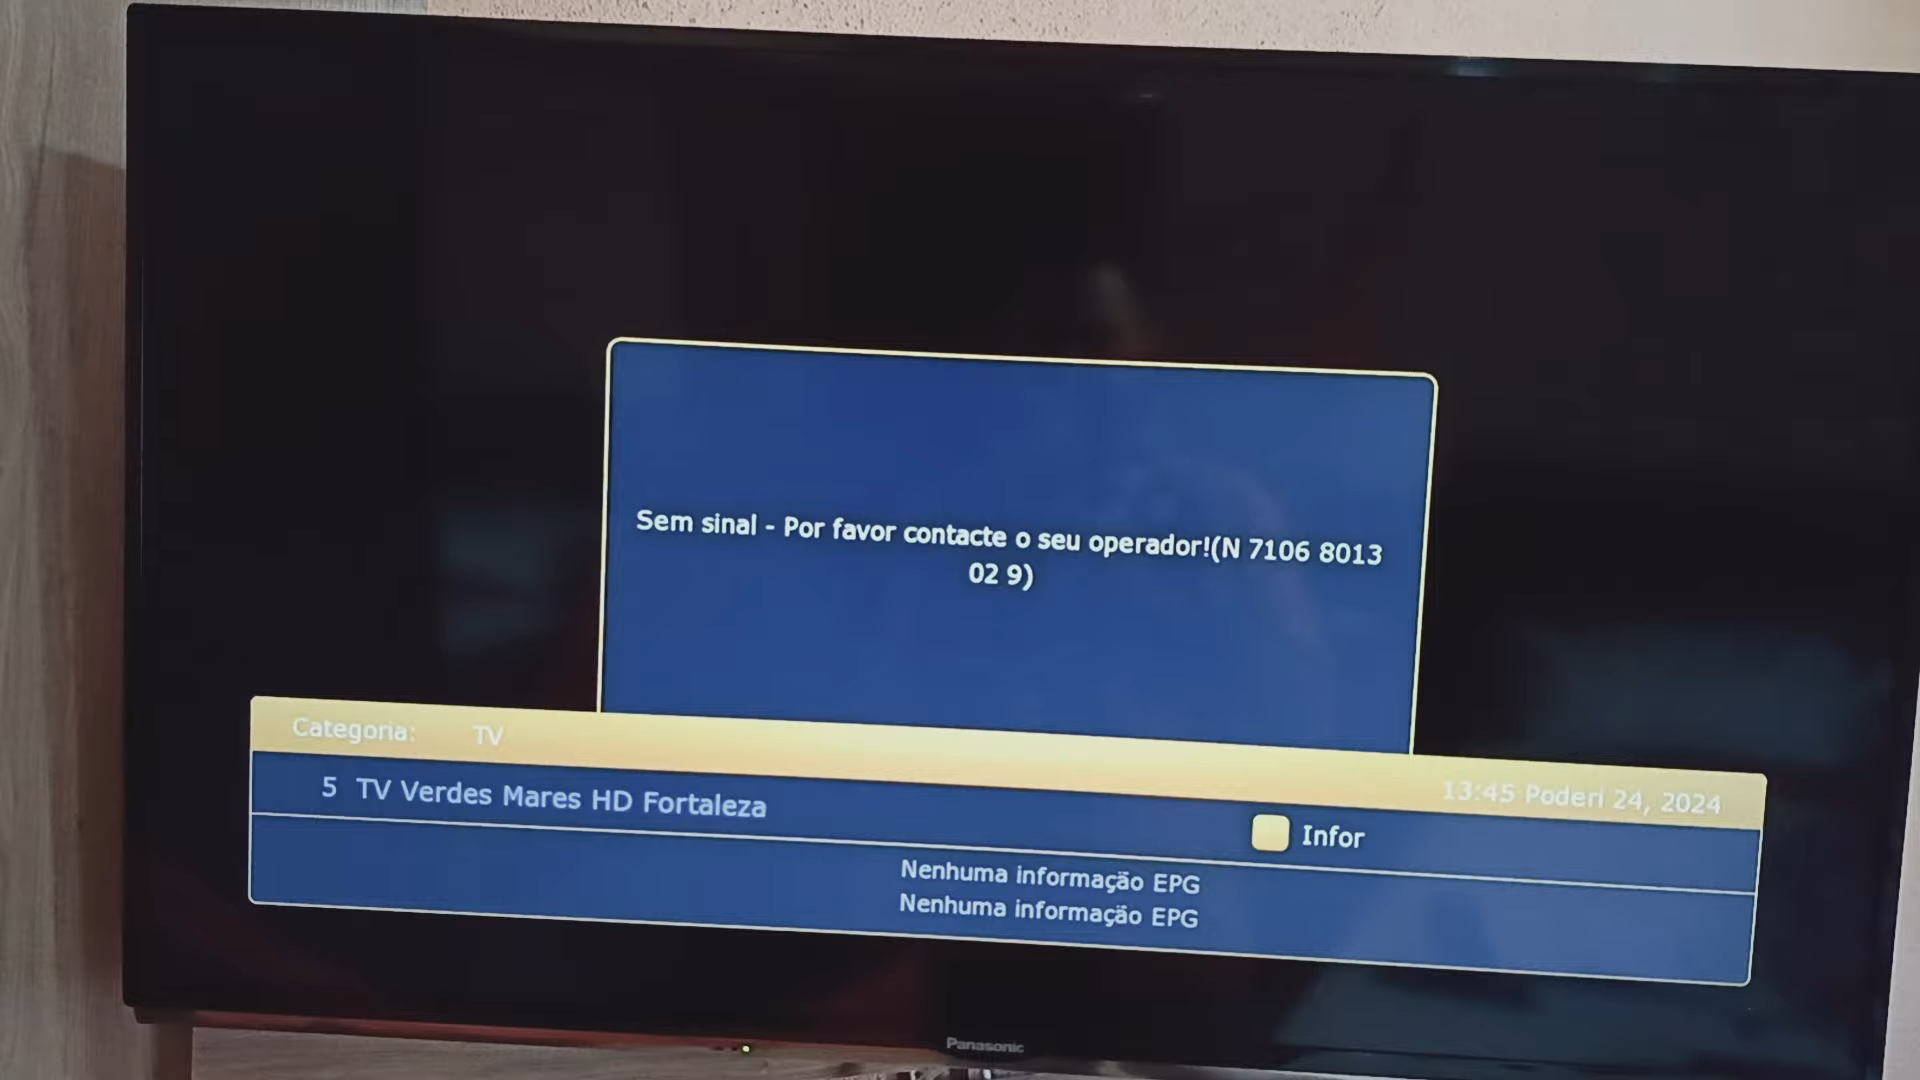 Sem sinal - Por favor contacte o seu operador!(N 7106 8013
02 9)
Categoria: TV
13:45 Poderi 24, 2024
5 TV Verdes Mares HD Fortaleza
Infor
Nenhuma informação EPG
Nenhuma informação EPG
Panasonic